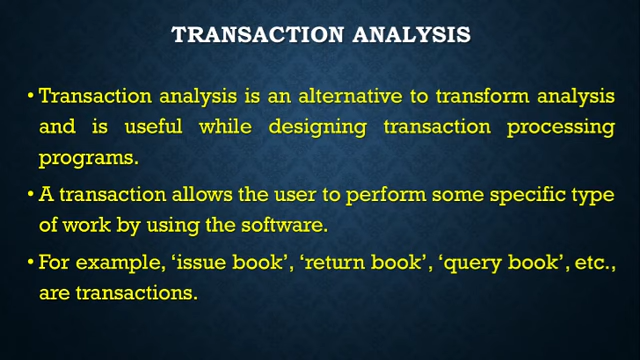 TRANSACTION ANALYSIS
• Transaction analysis is an alternative to transform analysis
and is useful while designing transaction processing
programs.
• A transaction allows the user to perform some specific type
of work by using the software.
• For example, ‘issue book’, ‘return book’, ‘query book’, etc.,
are transactions.